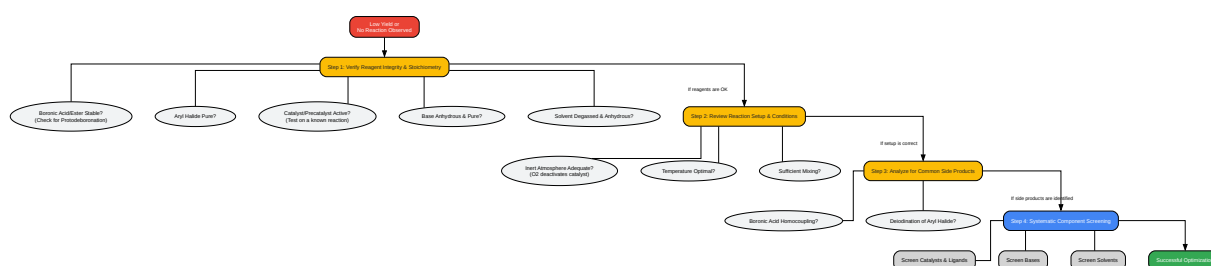 Low Yield or
No Reaction Observed
Step 1: Verify Reagent Integrity & Stoichiometry
If reagents are OK
Boronic Acid/Ester Stable?
(Check for Protodeboronation)
Aryl Halide Pure?
Catalyst/Precatalyst Active?
(Test on a known reaction)
Base Anhydrous & Pure?
Solvent Degassed & Anhydrous?
Step 2: Review Reaction Setup & Conditions
If setup is correct
Inert Atmosphere Adequate?
(O2 deactivates catalyst)
Temperature Optimal?
Sufficient Mixing?
Step 3: Analyze for Common Side Products
If side products are identified
Boronic Acid Homocoupling?
Deiodination of Aryl Halide?
Step 4: Systematic Component Screening
Screen Catalysts & Ligands
Screen Bases
Screen Solvents
Successful Optimizatio